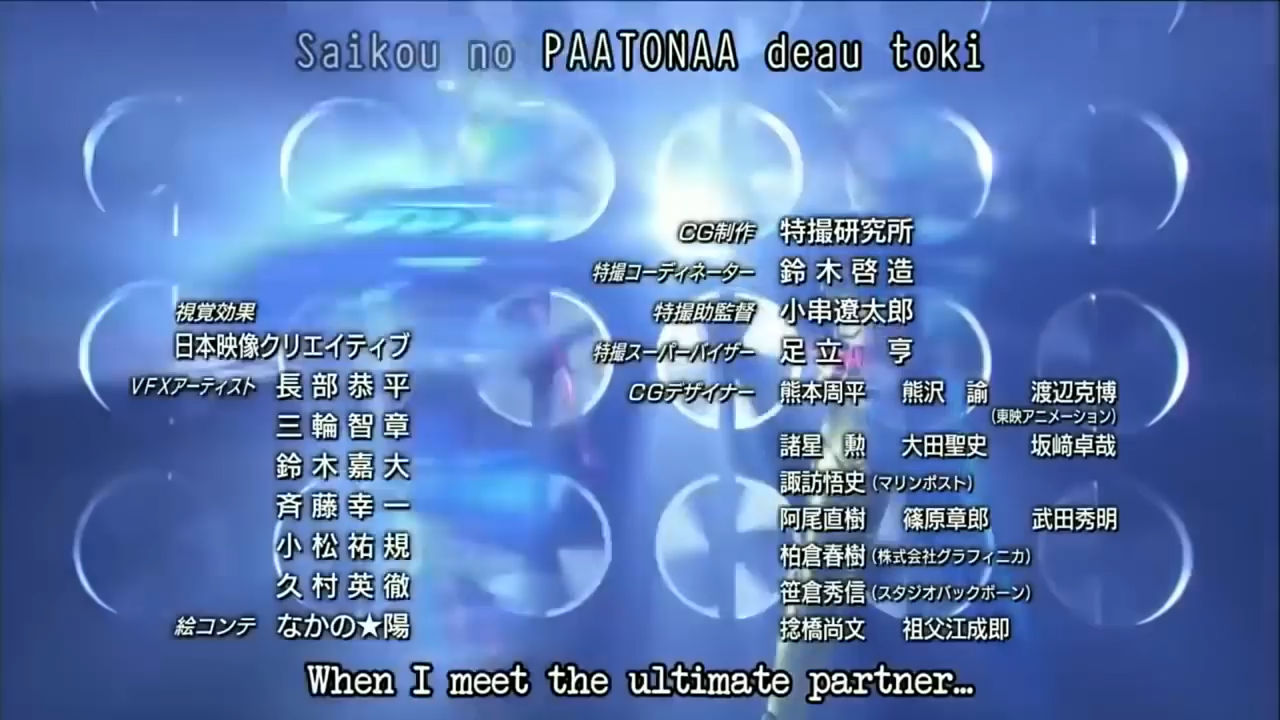 Saikou no PAATONAA deau toki
視覚効果
日本映像クリエイティブ
VFXアーティスト 長部恭平
三輪智章
鈴木嘉大
斉藤幸一
小松祐規
久村英徹
絵コンテ なかの★陽
CG制作 特撮研究所
特撮コーディネーター 鈴木啓造
特撮助監督 小串遼太郎
特撮スーパーバイザー 足立 亨
CGデザイナー 熊本周平 熊沢 諭 渡辺克博
(東映アニメーション)
諸星 勲 大田聖史 坂﨑卓哉
諏訪悟史(マリンポスト)
阿尾直樹 篠原章郎 武田秀明
柏倉春樹(株式会社グラフィニカ)
笹倉秀信(スタジオバックボーン)
捻橋尚文 祖父江成即
When I meet the ultimate partner...